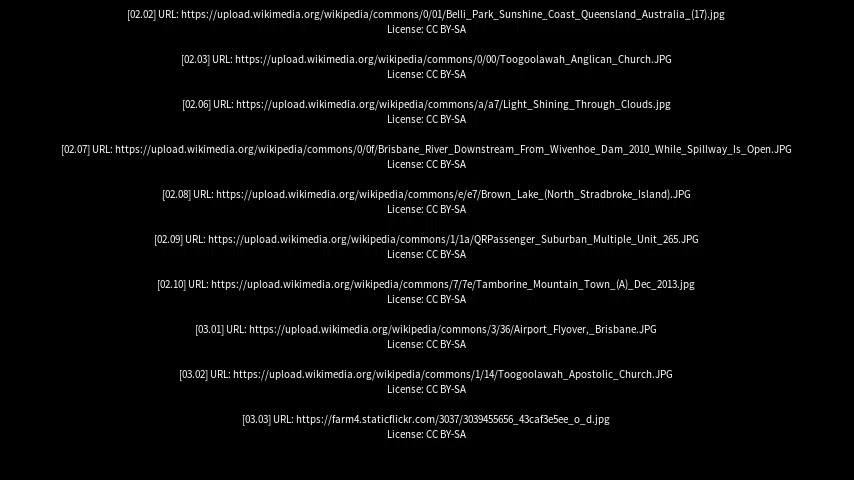 [02.02] URL: https://upload.wikimedia.org/wikipedia/commons/0/01/Belli_Park_Sunshine_Coast_Queensland_Australia_(17).jpg
License: CC BY-SA
[02.03] URL: https://upload.wikimedia.org/wikipedia/commons/0/00/Toogoolawah_Anglican_Church.JPG
License: CC BY-SA
[02.06] URL: https://upload.wikimedia.org/wikipedia/commons/a/a7/Light_Shining_Through_Clouds.jpg
License: CC BY-SA
[02.07] URL: https://upload.wikimedia.org/wikipedia/commons/0/0f/Brisbane_River_Downstream_From_Wivenhoe_Dam_2010_While_Spillway_Is_Open.JPG
License: CC BY-SA
[02.08] URL: https://upload.wikimedia.org/wikipedia/commons/e/e7/Brown_Lake_(North_Stradbroke_Island).JPG
License: CC BY-SA
[02.09] URL: https://upload.wikimedia.org/wikipedia/commons/1/1a/QRPassenger_Suburban_Multiple_Unit_265.JPG
License: CC BY-SA
[02.10] URL: https://upload.wikimedia.org/wikipedia/commons/7/7e/Tamborine_Mountain_Town_(A)_Dec_2013.jpg
License: CC BY-SA
[03.01] URL: https://upload.wikimedia.org/wikipedia/commons/3/36/Airport_Flyover,_Brisbane.JPG
License: CC BY-SA
[03.02] URL: https://upload.wikimedia.org/wikipedia/commons/1/14/Toogoolawah_Apostolic_Church.JPG
License: CC BY-SA
[03.03] URL: https://farm4.staticflickr.com/3037/3039455656_43caf3e5ee_o_d.jpg
License: CC BY-SA